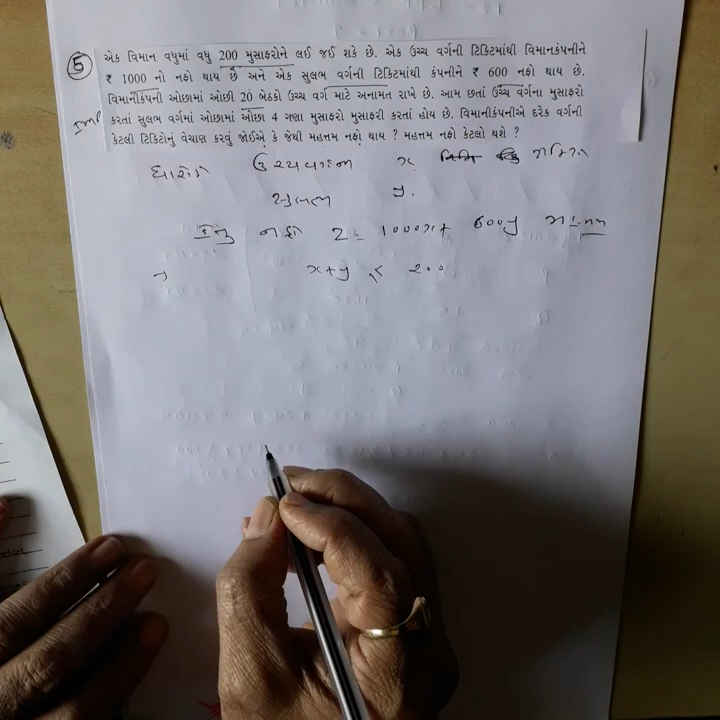 5 એક વિમાન વધુમાં વધુ 200 મુસાફરોને લઈ જઈ શકે છે. એક ઉચ્ચ વર્ગની ટિકિટમાંથી વિમાનકંપનીને
₹ 1000 નો નફો થાય છે અને એક સુલભ વર્ગની ટિકિટમાંથી કંપનીને ₹ 600 નફો થાય છે.
વિમાનીકંપની ઓછામાં ઓછી 20 બેઠકો ઉચ્ચ વર્ગ માટે અનામત રાખે છે. આમ છતાં ઉચ્ચ વર્ગના મુસાફરો
IMP કરતાં સુલભ વર્ગમાં ઓછામાં ઓછા 4 ગણા મુસાફરો મુસાફરી કરતાં હોય છે. વિમાનીકંપનીએ દરેક વર્ગની
કેટલી ટિકિટોનું વેચાણ કરવું જોઈએ કે જેથી મહત્તમ નફો થાય ? મહત્તમ નફો કેટલો થશે ?
ધારોકે ઉચ્ચવર્ગના x
સુલભ y.
કુલ નફો Z = 1000x + 600y
→ x+y ≤ 200